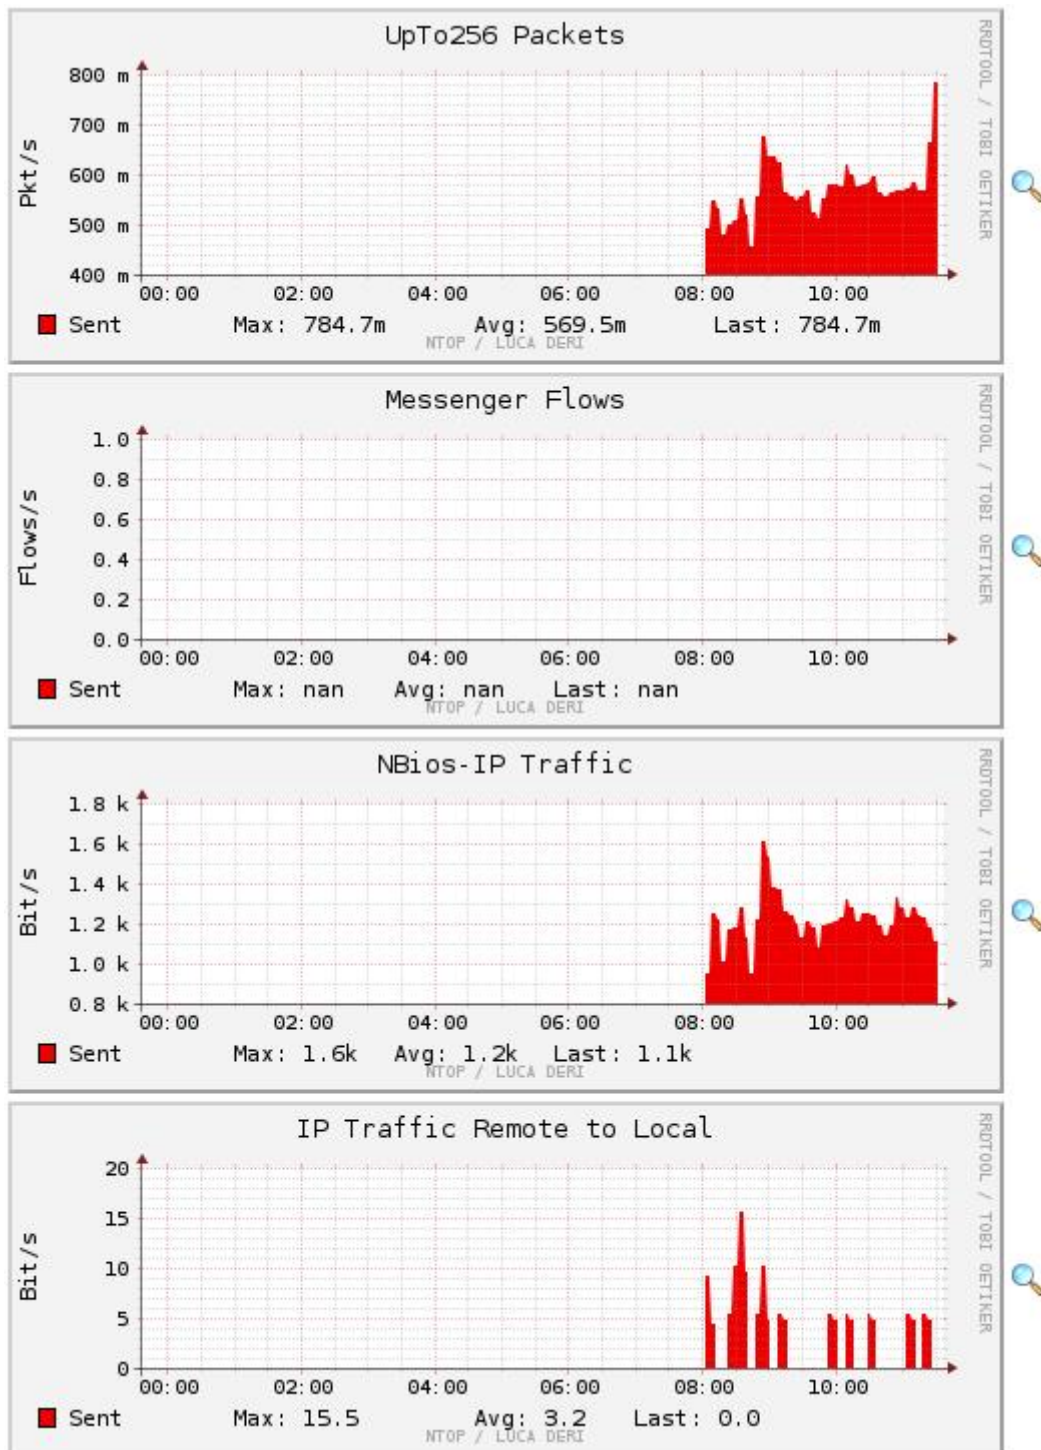 UpTo256 Packets
RRDTOOL / TOBI OETIKER
Pkt/s
800 m
700 m
600 m
500 m
400 m
00:00 02:00 04:00 06:00 08:00 10:00
Sent Max: 784.7m Avg: 569.5m Last: 784.7m
NTOP / LUCA DERI
Messenger Flows
RRDTOOL / TOBI OETIKER
Flows/s
1.0
0.8
0.6
0.4
0.2
0.0
00:00 02:00 04:00 06:00 08:00 10:00
Sent Max: nan Avg: nan Last: nan
NTOP / LUCA DERI
NBios-IP Traffic
RRDTOOL / TOBI OETIKER
Bit/s
1.8 k
1.6 k
1.4 k
1.2 k
1.0 k
0.8 k
00:00 02:00 04:00 06:00 08:00 10:00
Sent Max: 1.6k Avg: 1.2k Last: 1.1k
NTOP / LUCA DERI
IP Traffic Remote to Local
RRDTOOL / TOBI OETIKER
Bit/s
20
15
10
5
0
00:00 02:00 04:00 06:00 08:00 10:00
Sent Max: 15.5 Avg: 3.2 Last: 0.0
NTOP / LUCA DERI